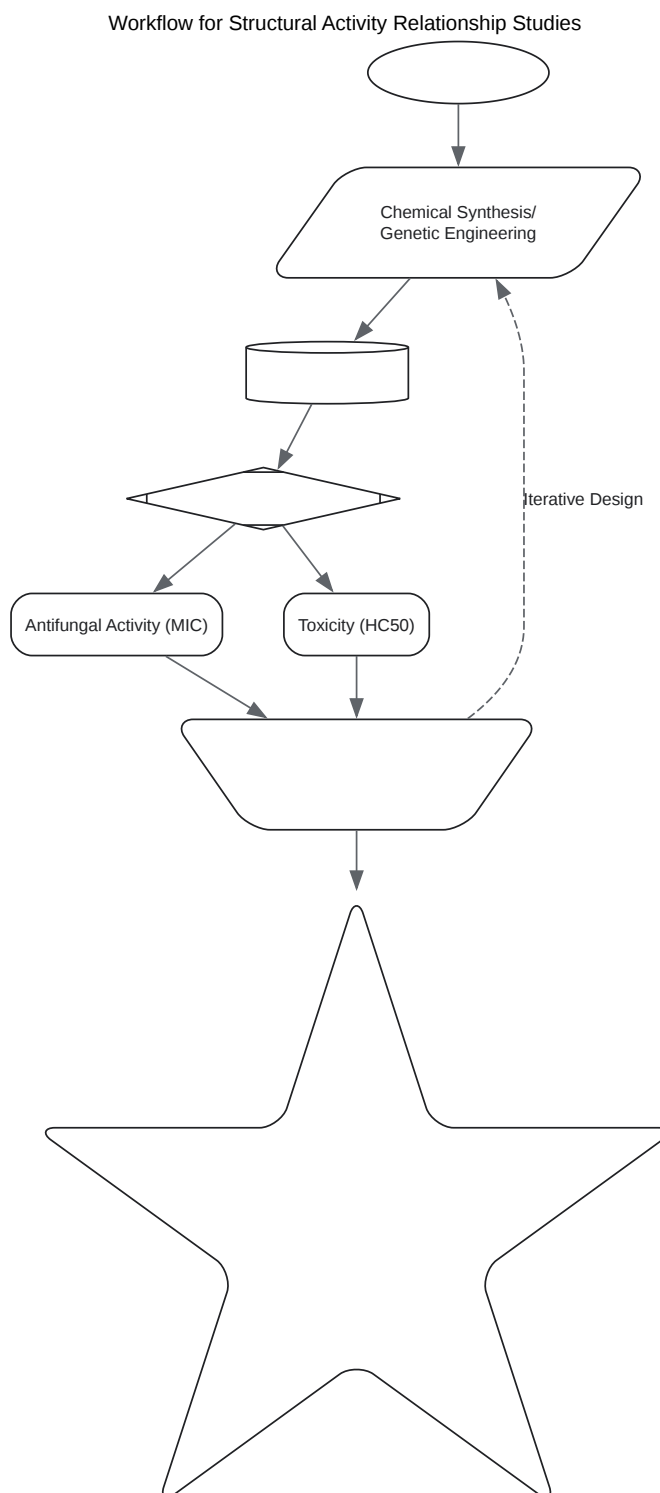 Workflow for Structural Activity Relationship Studies
Chemical Synthesis/
Genetic Engineering
Iterative Design
Antifungal Activity (MIC)
Toxicity (HC50)